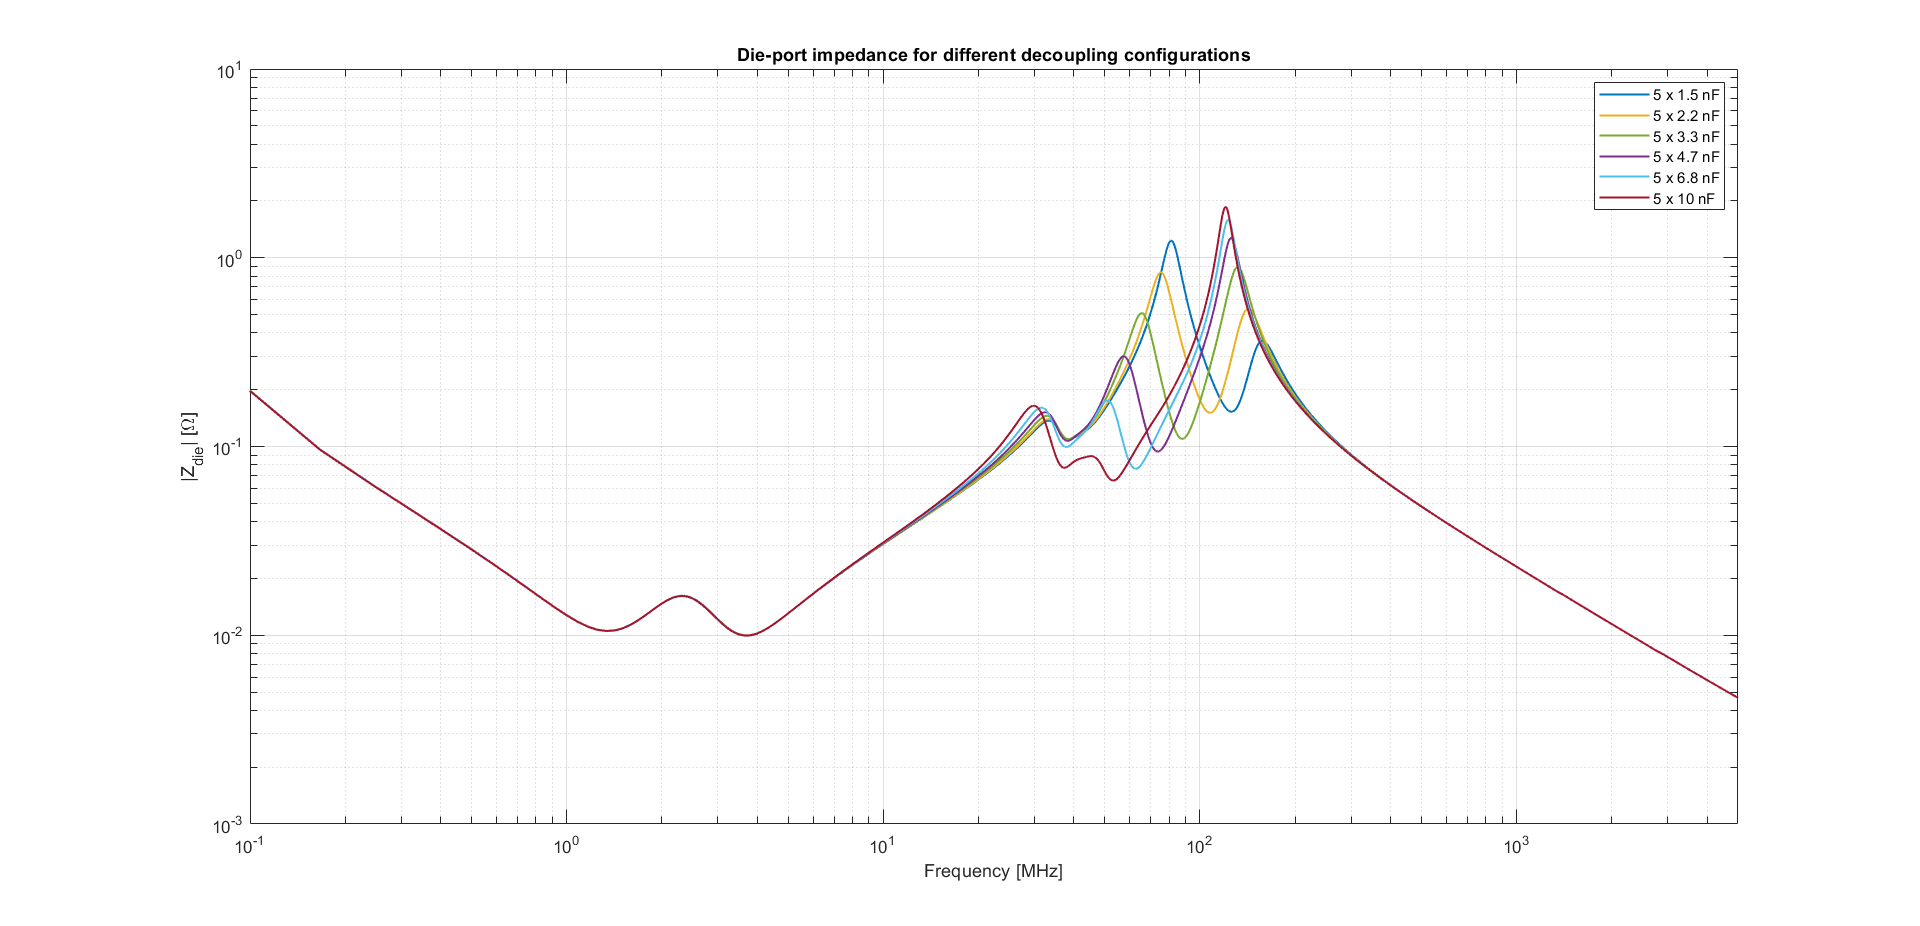 Die-port impedance for different decoupling configurations
10^1
10^0
10^-1
10^-2
10^-3
|Z_die| [Ω]
5 x 1.5 nF
5 x 2.2 nF
5 x 3.3 nF
5 x 4.7 nF
5 x 6.8 nF
5 x 10 nF
10^-1 10^0 10^1 10^2 10^3
Frequency [MHz]